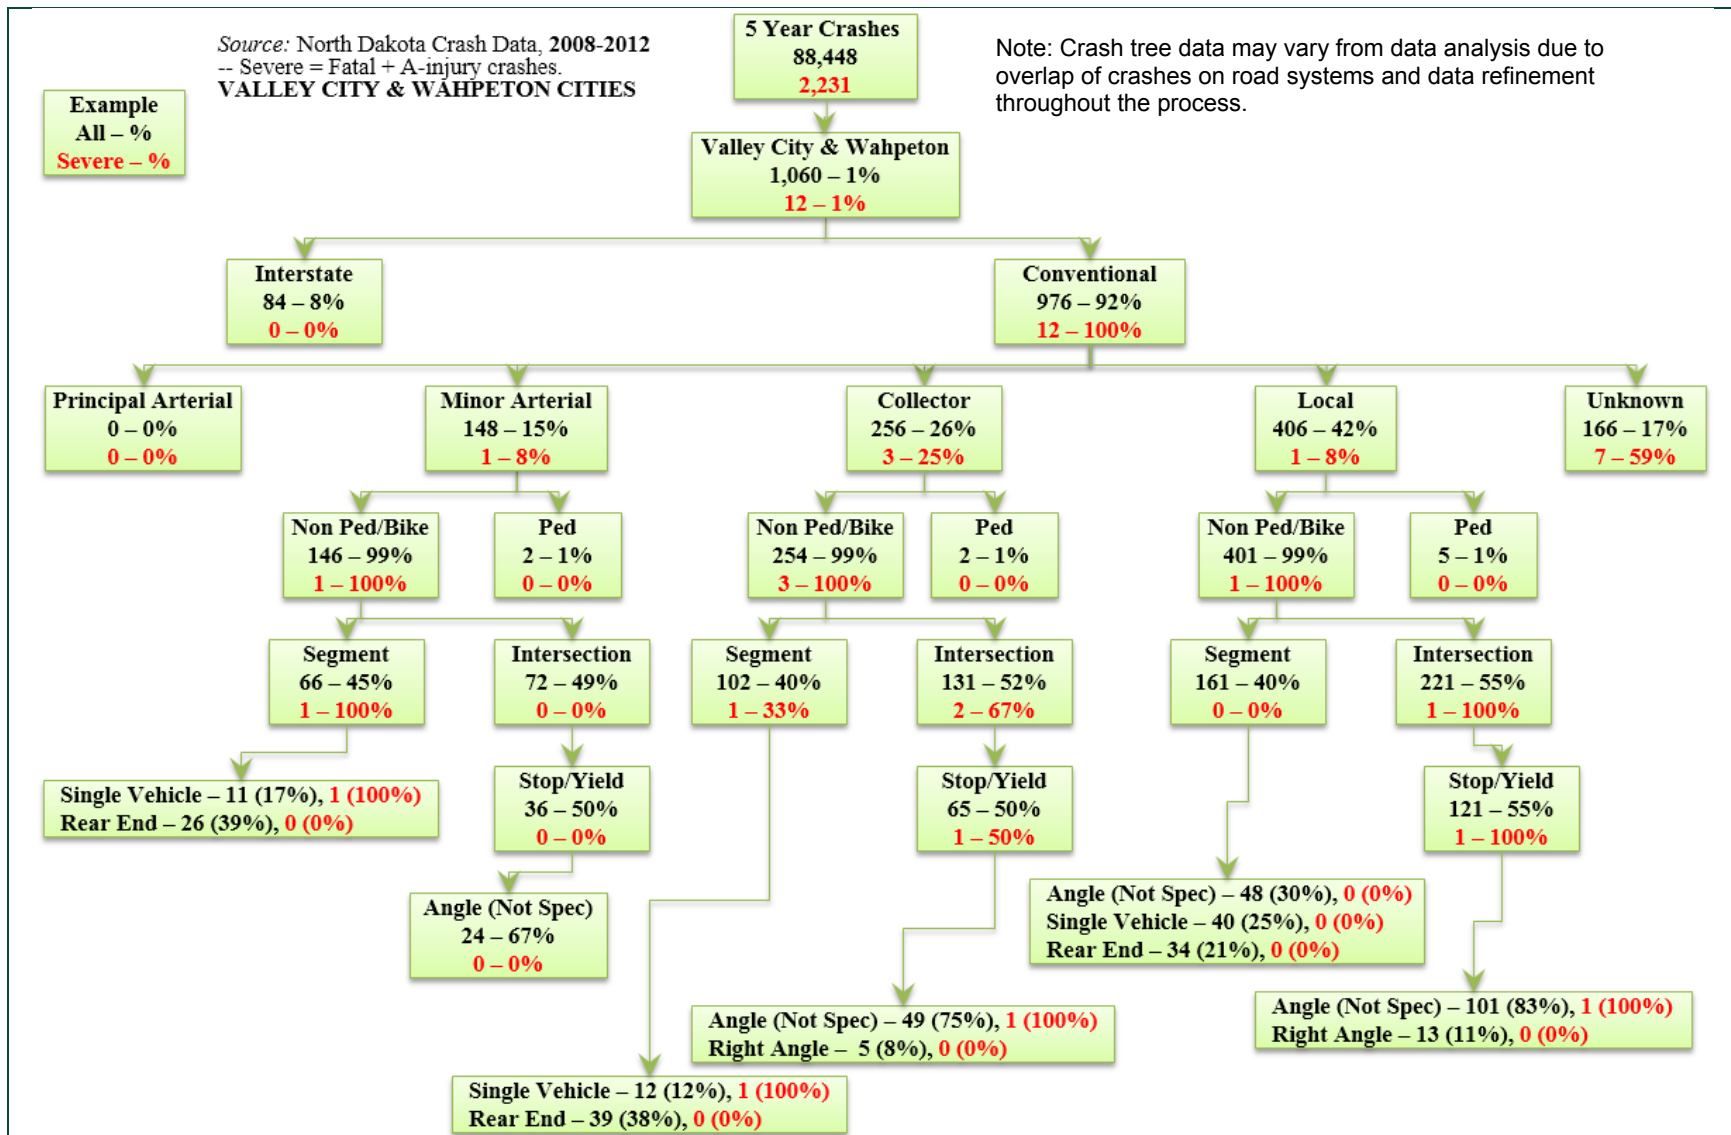 Source: North Dakota Crash Data, 2008-2012
-- Severe = Fatal + A-injury crashes.
VALLEY CITY & WAHPETON CITIES
5 Year Crashes
88,448
2,231
Note: Crash tree data may vary from data analysis due to
overlap of crashes on road systems and data refinement
throughout the process.
Example
All – %
Severe – %
Valley City & Wahpeton
1,060 – 1%
12 – 1%
Interstate
84 – 8%
0 – 0%
Conventional
976 – 92%
12 – 100%
Principal Arterial
0 – 0%
0 – 0%
Minor Arterial
148 – 15%
1 – 8%
Collector
256 – 26%
3 – 25%
Local
406 – 42%
1 – 8%
Unknown
166 – 17%
7 – 59%
Non Ped/Bike
146 – 99%
1 – 100%
Ped
2 – 1%
0 – 0%
Non Ped/Bike
254 – 99%
3 – 100%
Ped
2 – 1%
0 – 0%
Non Ped/Bike
401 – 99%
1 – 100%
Ped
5 – 1%
0 – 0%
Segment
66 – 45%
1 – 100%
Intersection
72 – 49%
0 – 0%
Segment
102 – 40%
1 – 33%
Intersection
131 – 52%
2 – 67%
Segment
161 – 40%
0 – 0%
Intersection
221 – 55%
1 – 100%
Single Vehicle – 11 (17%), 1 (100%)
Rear End – 26 (39%), 0 (0%)
Stop/Yield
36 – 50%
0 – 0%
Stop/Yield
65 – 50%
1 – 50%
Stop/Yield
121 – 55%
1 – 100%
Angle (Not Spec)
24 – 67%
0 – 0%
Angle (Not Spec) – 48 (30%), 0 (0%)
Single Vehicle – 40 (25%), 0 (0%)
Rear End – 34 (21%), 0 (0%)
Angle (Not Spec) – 49 (75%), 1 (100%)
Right Angle – 5 (8%), 0 (0%)
Angle (Not Spec) – 101 (83%), 1 (100%)
Right Angle – 13 (11%), 0 (0%)
Single Vehicle – 12 (12%), 1 (100%)
Rear End – 39 (38%), 0 (0%)